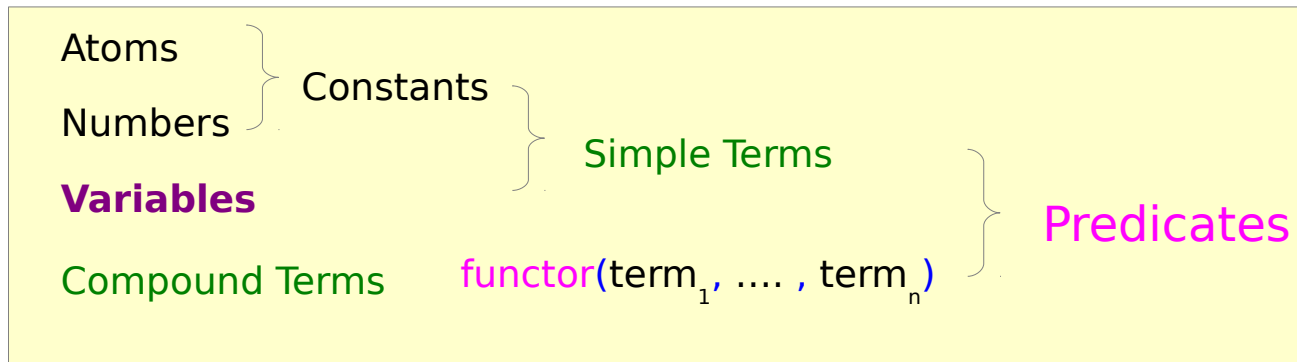 Atoms
Constants
Numbers
Simple Terms
Variables
Predicates
Compound Terms functor(term1, .... , termn)